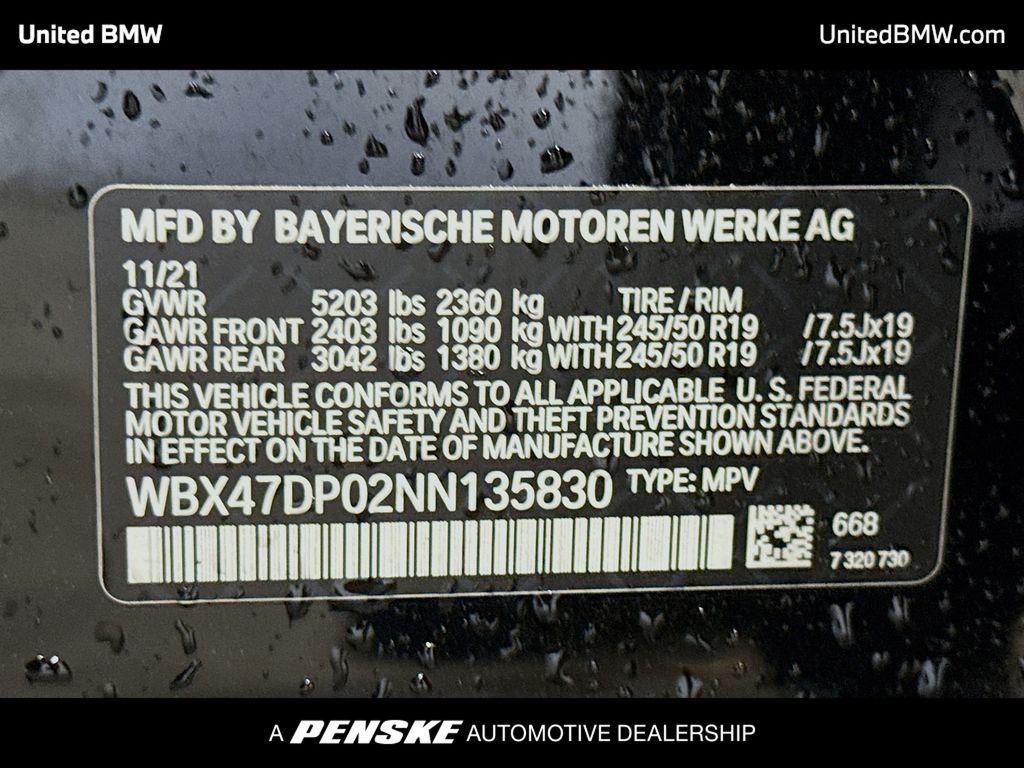 United BMW
UnitedBMW.com
MFD BY BAYERISCHE MOTOREN WERKE AG
11/21
GVWR 5203 lbs 2360 kg TIRE / RIM
GAWR FRONT 2403 lbs 1090 kg WITH 245/50 R19 /7.5Jx19
GAWR REAR 3042 lbs 1380 kg WITH 245/50 R19 /7.5Jx19
THIS VEHICLE CONFORMS TO ALL APPLICABLE U. S. FEDERAL
MOTOR VEHICLE SAFETY AND THEFT PREVENTION STANDARDS
IN EFFECT ON THE DATE OF MANUFACTURE SHOWN ABOVE.
WBX47DP02NN135830 TYPE: MPV
668
7 320 730
A PENSKE AUTOMOTIVE DEALERSHIP